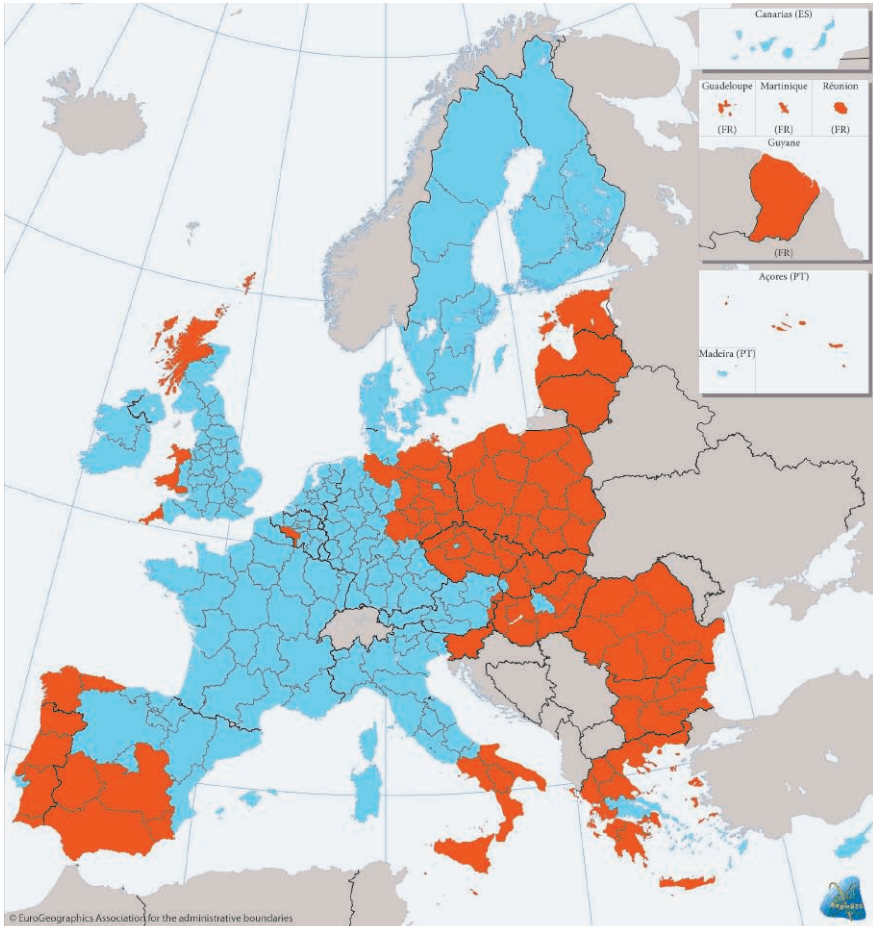 Canarias (ES)
Guadeloupe
Martinique
Réunion
(FR)
(FR)
(FR)
Guyane
(FR)
Açores (PT)
Madeira (PT)
© EuroGeographics Association for the administrative boundaries